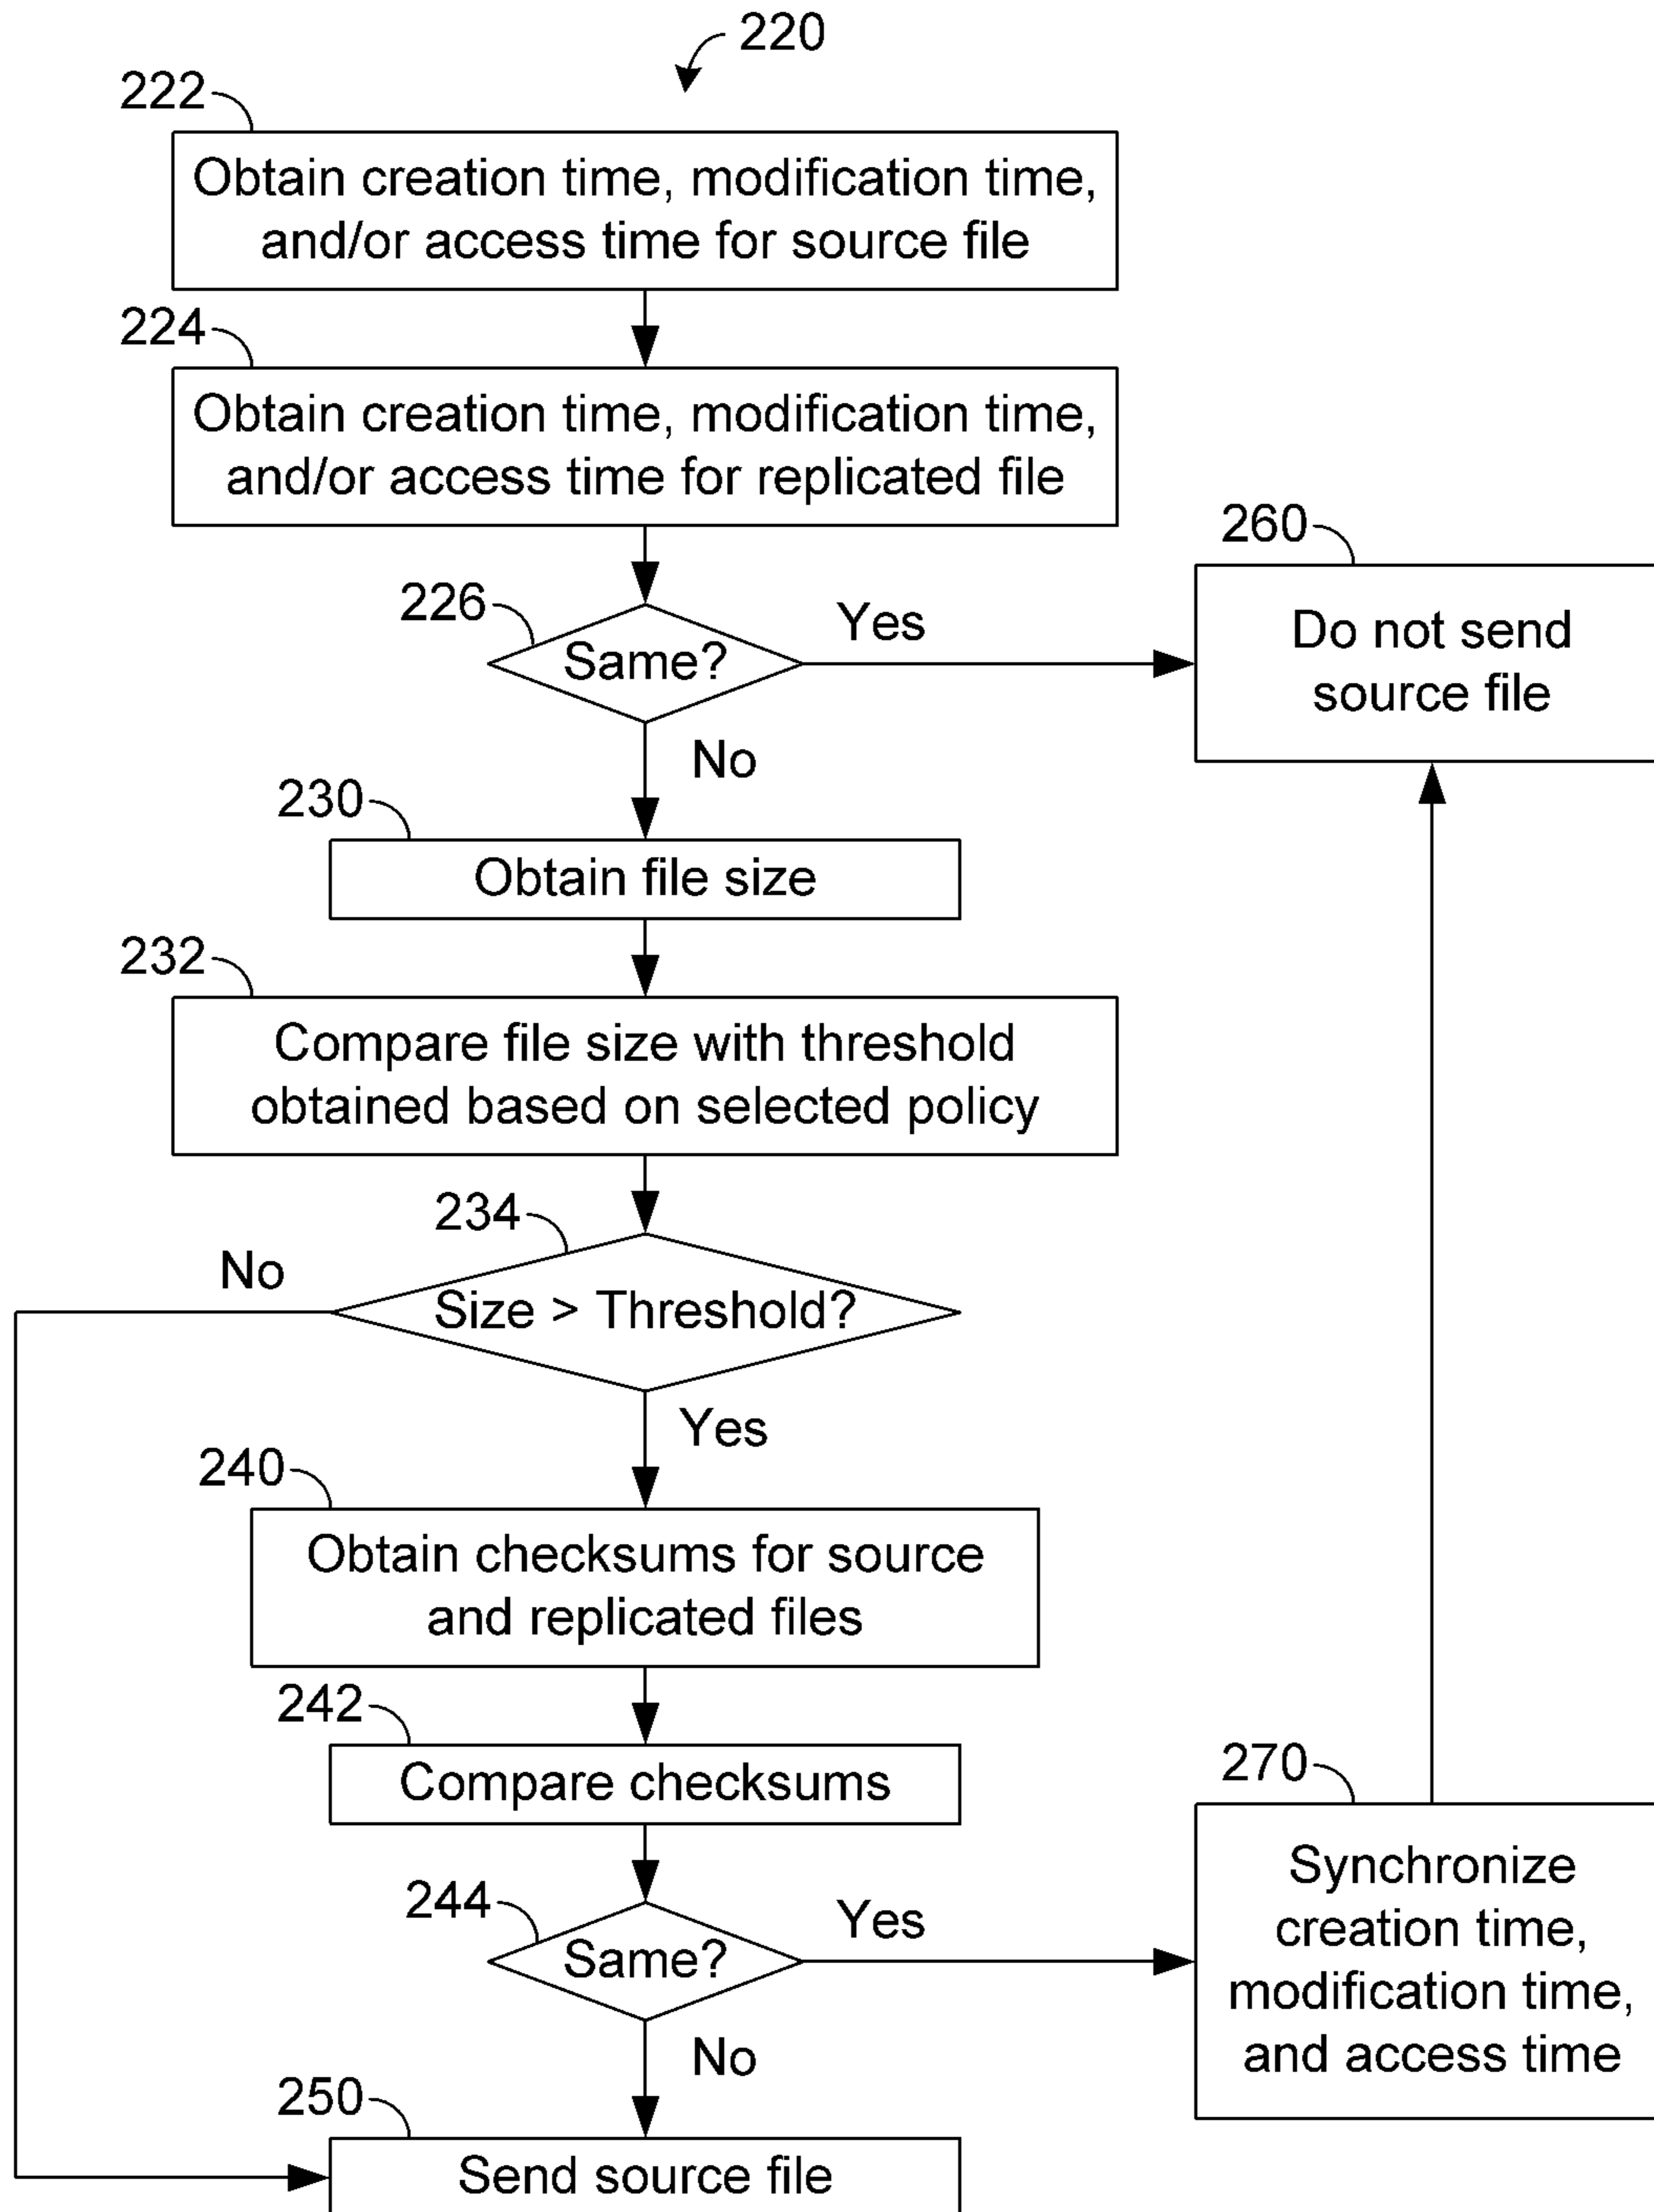 220
222
Obtain creation time, modification time,
and/or access time for source file
224
Obtain creation time, modification time,
and/or access time for replicated file
226
Same?
Yes
260
Do not send
source file
No
230
Obtain file size
232
Compare file size with threshold
obtained based on selected policy
234
No
Size > Threshold?
Yes
240
Obtain checksums for source
and replicated files
242
Compare checksums
244
Same?
Yes
270
Synchronize
creation time,
modification time,
and access time
No
250
Send source file